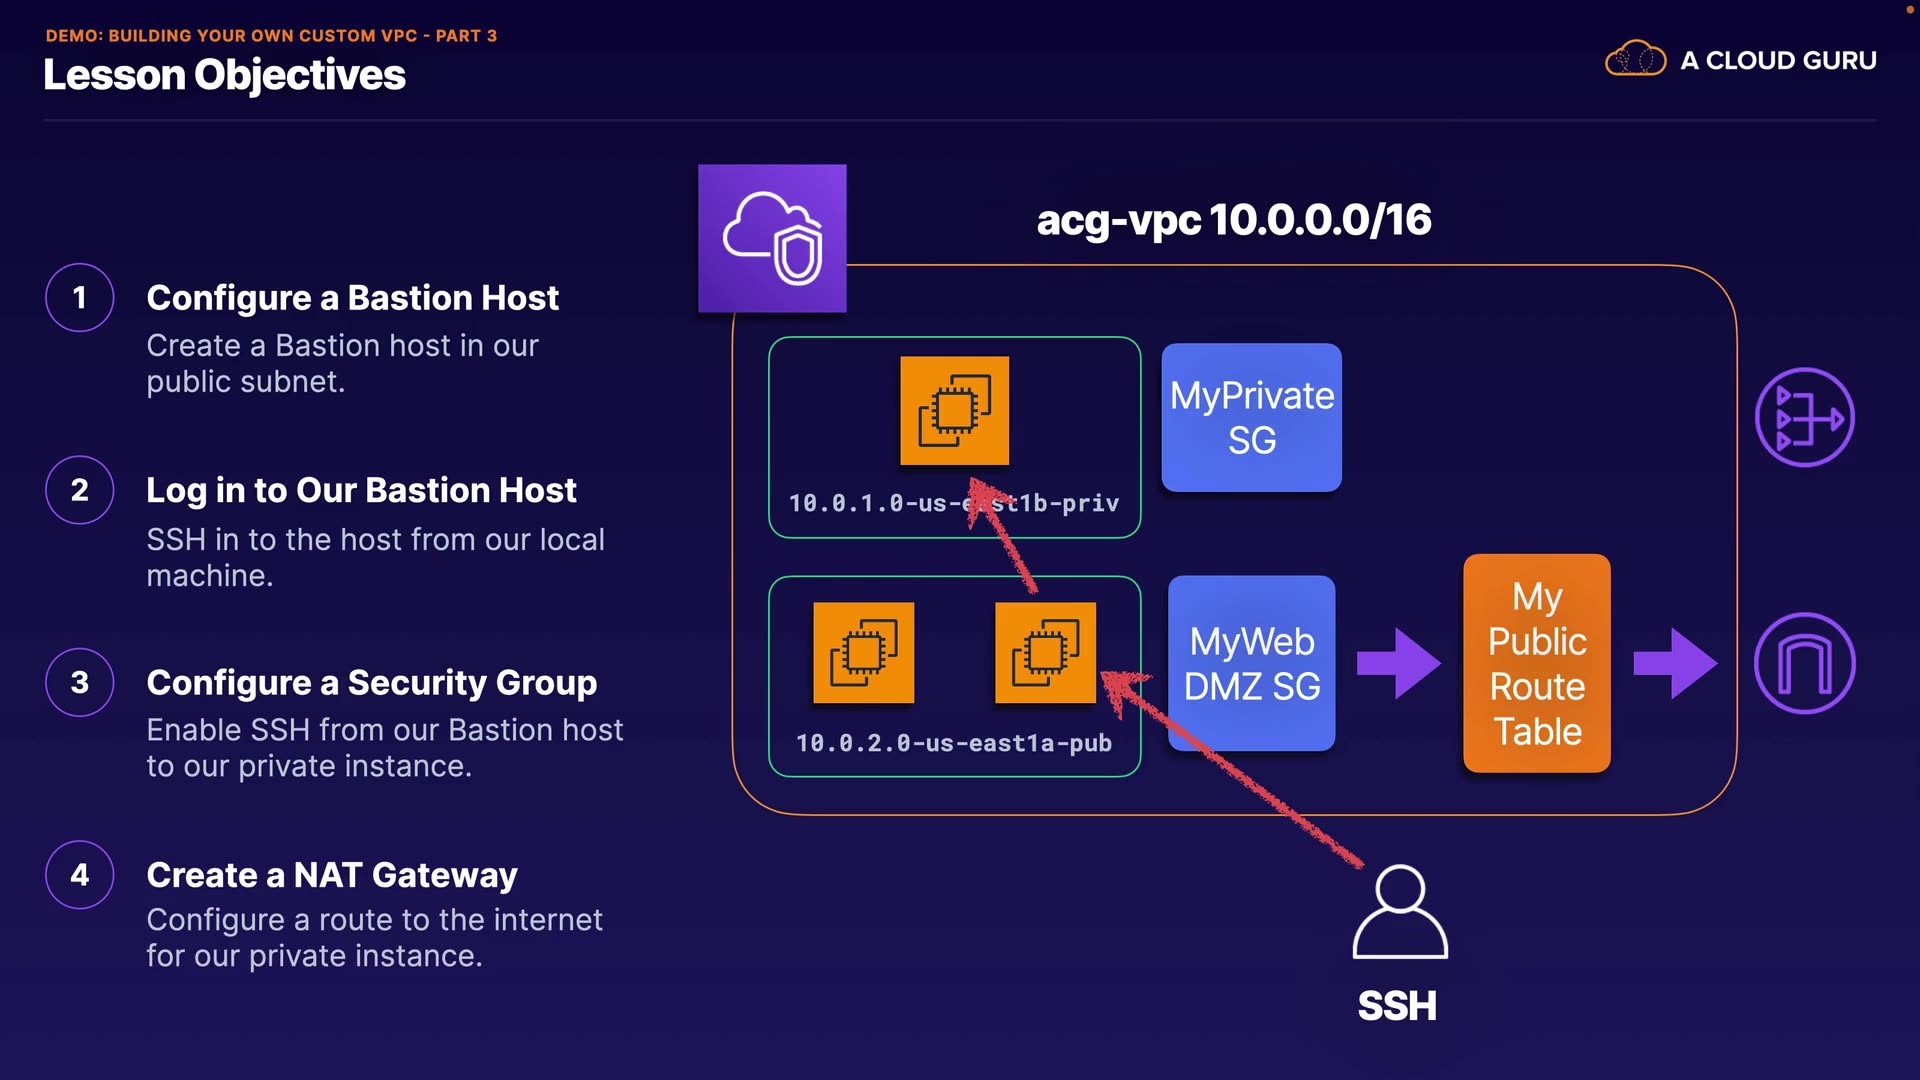 DEMO: BUILDING YOUR OWN CUSTOM VPC - PART 3
Lesson Objectives
A CLOUD GURU
1
Configure a Bastion Host
Create a Bastion host in our
public subnet.
2
Log in to Our Bastion Host
SSH in to the host from our local
machine.
3
Configure a Security Group
Enable SSH from our Bastion host
to our private instance.
4
Create a NAT Gateway
Configure a route to the internet
for our private instance.
acg-vpc 10.0.0.0/16
10.0.1.0-us-east1b-priv
MyPrivate
SG
10.0.2.0-us-east1a-pub
MyWeb
DMZ SG
My
Public
Route
Table
SSH